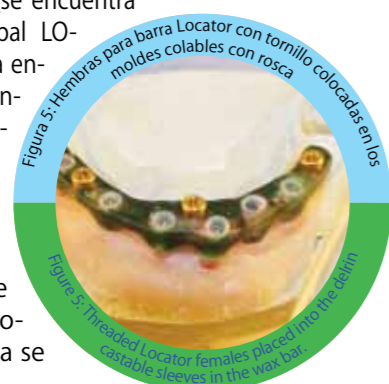 se encuentra
pal LO-
en-
n-
-
Figura 5: Hembras para barra Locator con tornillo colocadas en los
moldes colables con rosca
Figure 5: Threaded Locator females placed into the delrin
castable sleeves in the wax bar.
e
o-
a se